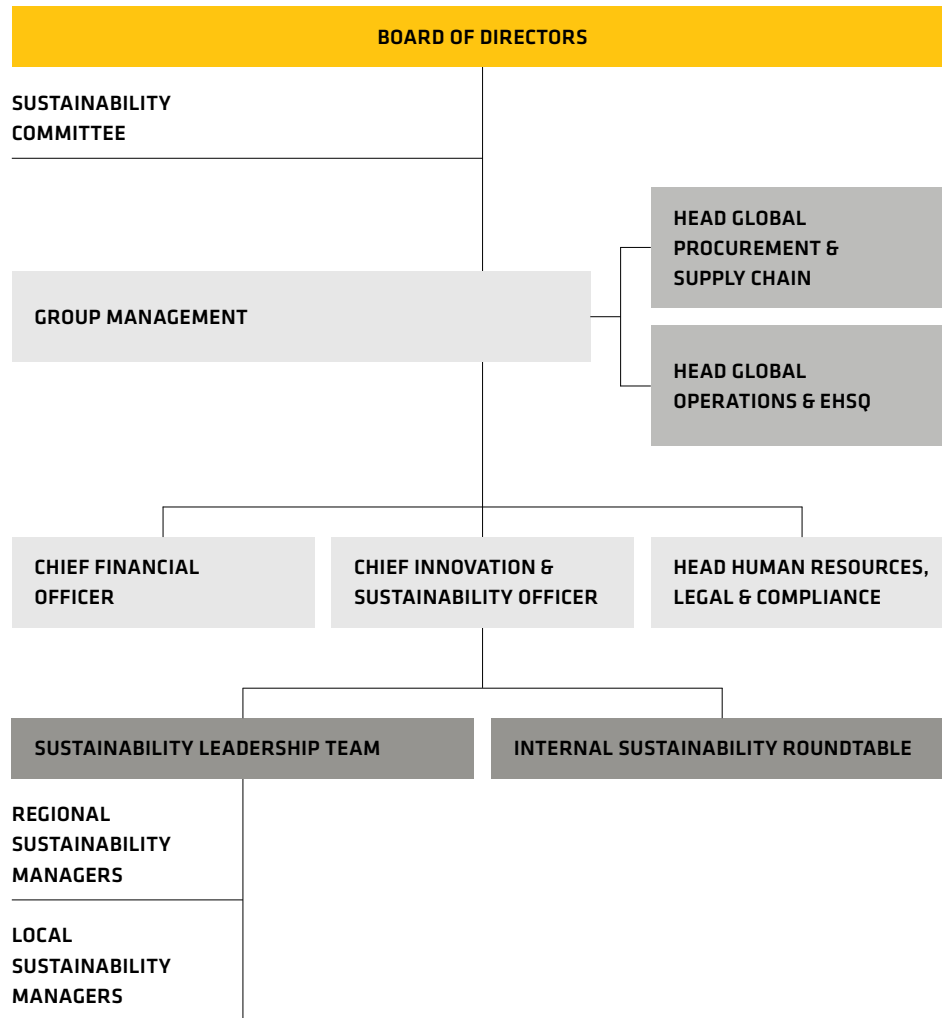 BOARD OF DIRECTORS
SUSTAINABILITY
COMMITTEE
HEAD GLOBAL
PROCUREMENT &
SUPPLY CHAIN
GROUP MANAGEMENT
HEAD GLOBAL
OPERATIONS & EHSQ
CHIEF FINANCIAL
OFFICER
CHIEF INNOVATION &
SUSTAINABILITY OFFICER
HEAD HUMAN RESOURCES,
LEGAL & COMPLIANCE
SUSTAINABILITY LEADERSHIP TEAM
INTERNAL SUSTAINABILITY ROUNDTABLE
REGIONAL
SUSTAINABILITY
MANAGERS
LOCAL
SUSTAINABILITY
MANAGERS